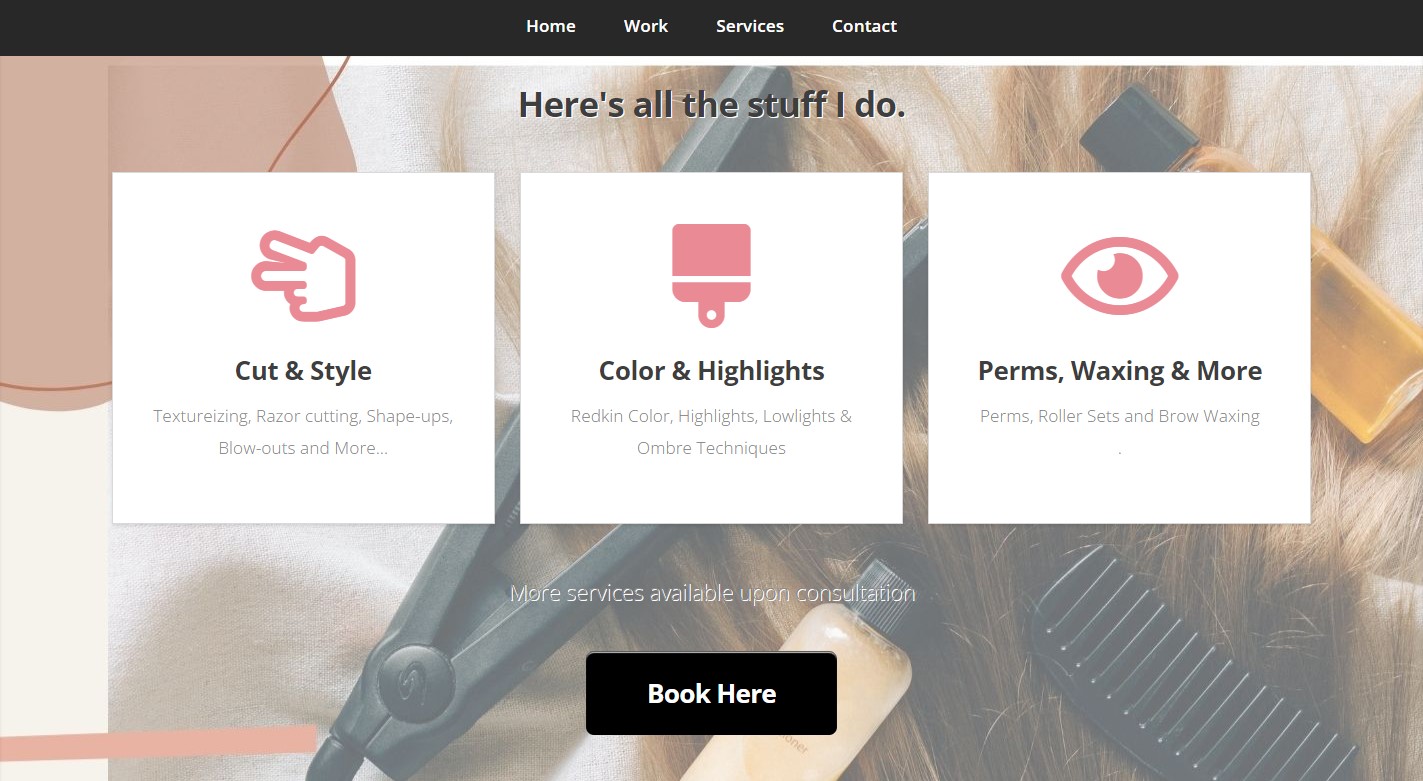 Home Work Services Contact
Here's all the stuff I do.
Cut & Style
Textureizing, Razor cutting, Shape-ups,
Blow-outs and More...
Color & Highlights
Redkin Color, Highlights, Lowlights &
Ombre Techniques
Perms, Waxing & More
Perms, Roller Sets and Brow Waxing
.
More services available upon consultation
Book Here